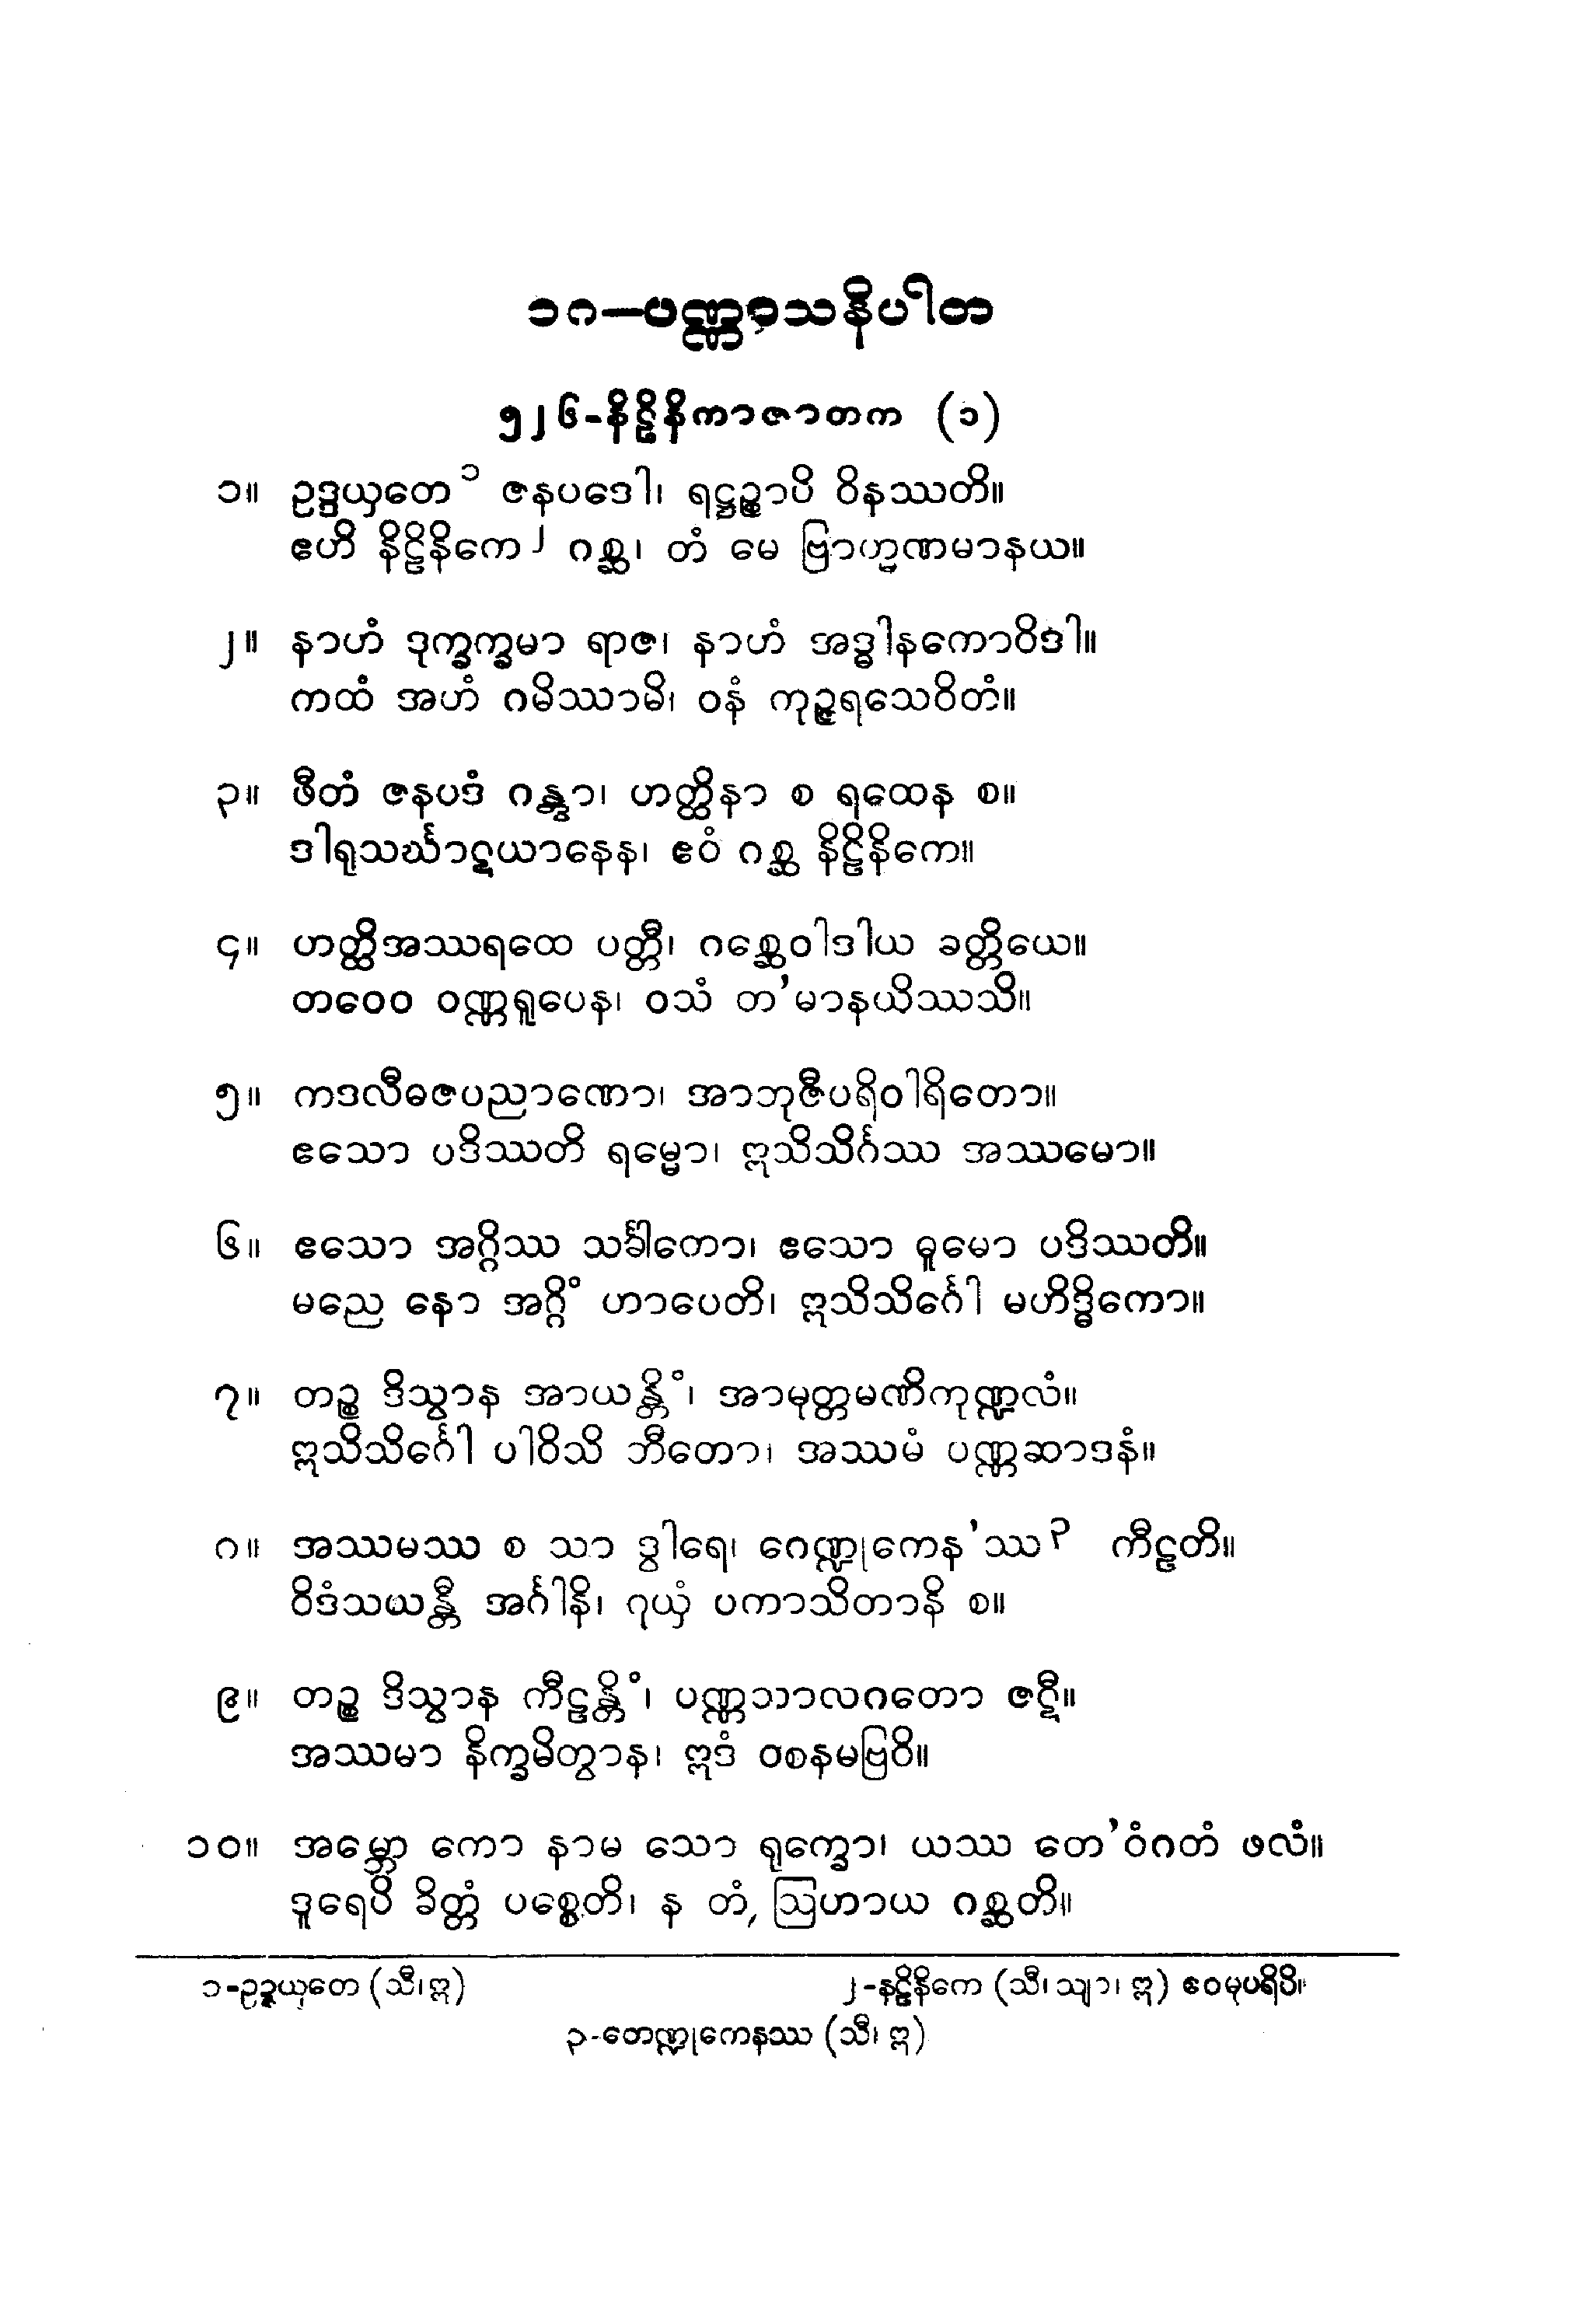 ၁၈—ပဏ္ဏာသနိပါတ
၅၂၆-နိဠိနိကာဇာတက (၁)
၁။ ဥဒ္ဒယှတေ ၁ ဇနပဒေါ၊ ရဋ္ဌဉ္စာပိ ဝိနဿတိ။
ဧဟိ နိဠိနိကေ ၂ ဂစ္ဆ၊ တံ မေ ဗြာဟ္မဏမာနယ။
၂။ နာဟံ ဒုက္ခက္ခမာ ရာဇ၊ နာဟံ အဒ္ဓါနကောဝိဒါ။
ကထံ အဟံ ဂမိဿာမိ၊ ဝနံ ကုဉ္ဇရသေဝိတံ။
၃။ ဖီတံ ဇနပဒံ ဂန္တွာ၊ ဟတ္ထိနာ စ ရထေန စ။
ဒါရုသင်္ဃာဋယာနေန၊ ဧဝံ ဂစ္ဆ နိဠိနိကေ။
၄။ ဟတ္ထိအဿရထေ ပတ္တီ၊ ဂစ္ဆေဝါဒါယ ခတ္တိယေ။
တဝေဝ ဝဏ္ဏရူပေန၊ ဝသံ တ'မာနယိဿသိ။
၅။ ကဒလီဓဇပညာဏော၊ အာဘုဇီပရိဝါရိတော။
ဧသော ပဒိဿတိ ရမ္မော၊ ဣသိသိင်္ဂဿ အဿမော။
၆။ ဧသော အဂ္ဂိဿ သင်္ခါတော၊ ဧသော ဓူမော ပဒိဿတိ။
မညေ နော အဂ္ဂိံ ဟာပေတိ၊ ဣသိသိင်္ဂေါ မဟိဒ္ဓိကော။
၇။ တဉ္စ ဒိသွာန အာယန္တိံ၊ အာမုတ္တမဏိကုဏ္ဍလံ။
ဣသိသိင်္ဂေါ ပါဝိသိ ဘီတော၊ အဿမံ ပဏ္ဏဆာဒနံ။
၈။ အဿမဿ စ သာ ဒွါရေ၊ ဂေဏ္ဍုကေန'ဿ ၃ ကီဠတိ။
ဝိဒံသယန္တီ အင်္ဂါနိ၊ ဂုယှံ ပကာသိတာနိ စ။
၉။ တဉ္စ ဒိသွာန ကီဠန္တိံ၊ ပဏ္ဏသာလဂတော ဇဋီ။
အဿမာ နိက္ခမိတွာန၊ ဣဒံ ဝစနမဗြဝိ။
၁၀။ အမ္ဘော ကော နာမ သော ရုက္ခော၊ ယဿ တေ'ဝံဂတံ ဖလံ။
ဒူရေပိ ခိတ္တံ ပစ္စေတိ၊ န တံ, ဩဟာယ ဂစ္ဆတိ။
၁-ဥဍ္ဍယှတေ (သီ၊ဣ) ၂-နဠိနိကေ (သီ၊ သျာ၊ ဣ) ဧဝမုပရိပိ။
၃-တေဏ္ဍုကေနဿ (သီ၊ ဣ)